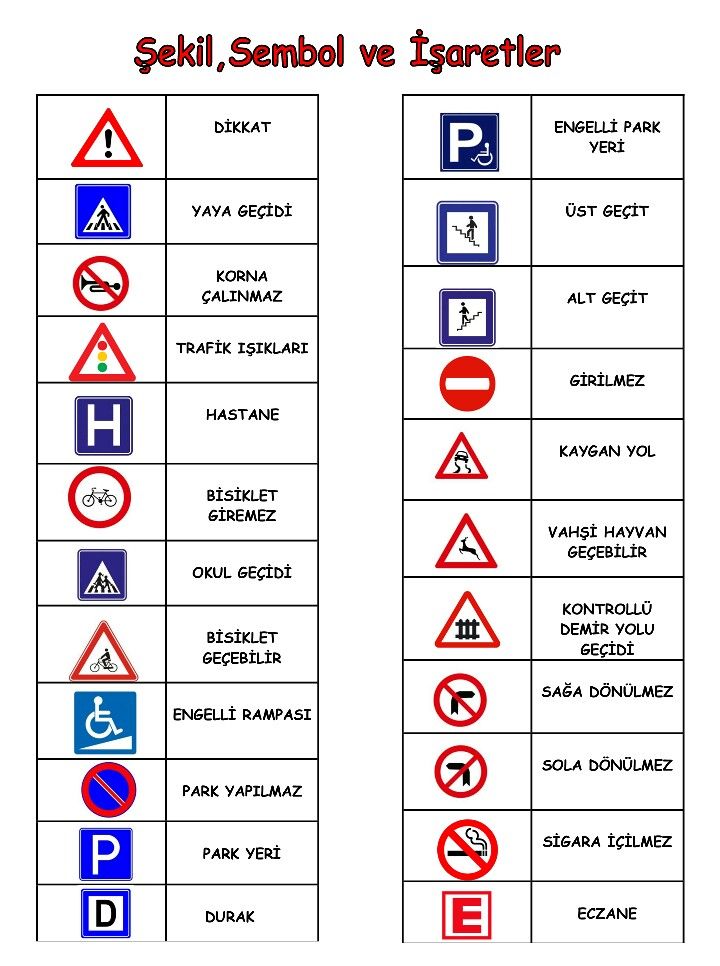 Şekil,Sembol ve İşaretler
DİKKAT
YAYA GEÇİDİ
KORNA
ÇALINMAZ
TRAFİK IŞIKLARI
H
HASTANE
BİSİKLET
GİREMEZ
OKUL GEÇİDİ
BİSİKLET
GEÇEBİLİR
ENGELLİ RAMPASI
PARK YAPILMAZ
P
PARK YERİ
D
DURAK
P
ENGELLİ PARK
YERİ
ÜST GEÇİT
ALT GEÇİT
GİRİLMEZ
KAYGAN YOL
VAHŞİ HAYVAN
GEÇEBİLİR
KONTROLLÜ
DEMİR YOLU
GEÇİDİ
SAĞA DÖNÜLMEZ
SOLA DÖNÜLMEZ
SİGARA İÇİLMEZ
E
ECZANE